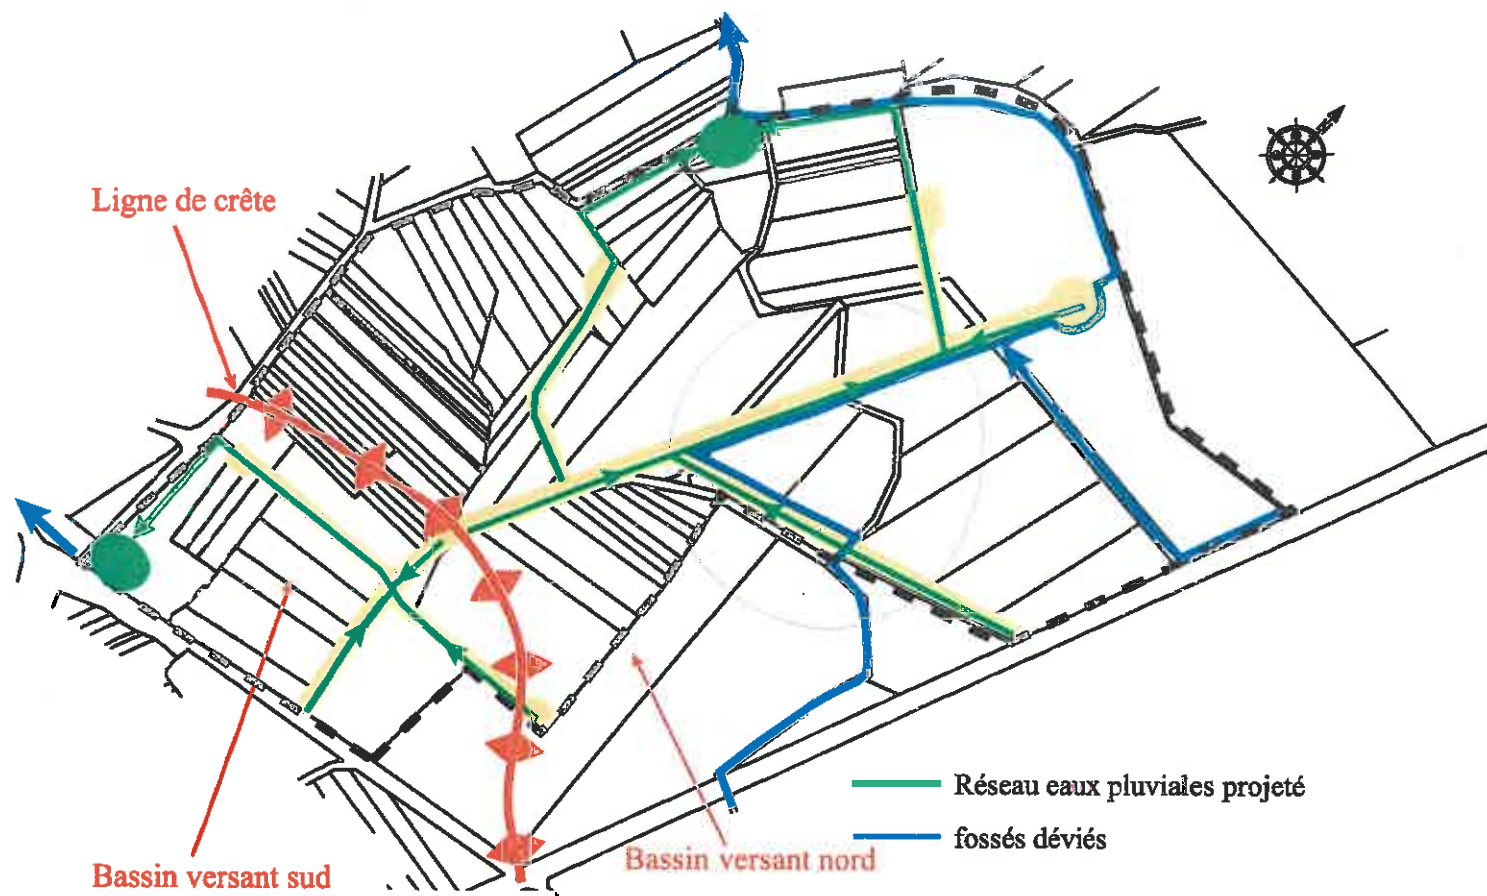 Ligne de crête
Réseau eaux pluviales projeté
fossés déviés
Bassin versant nord
Bassin versant sud